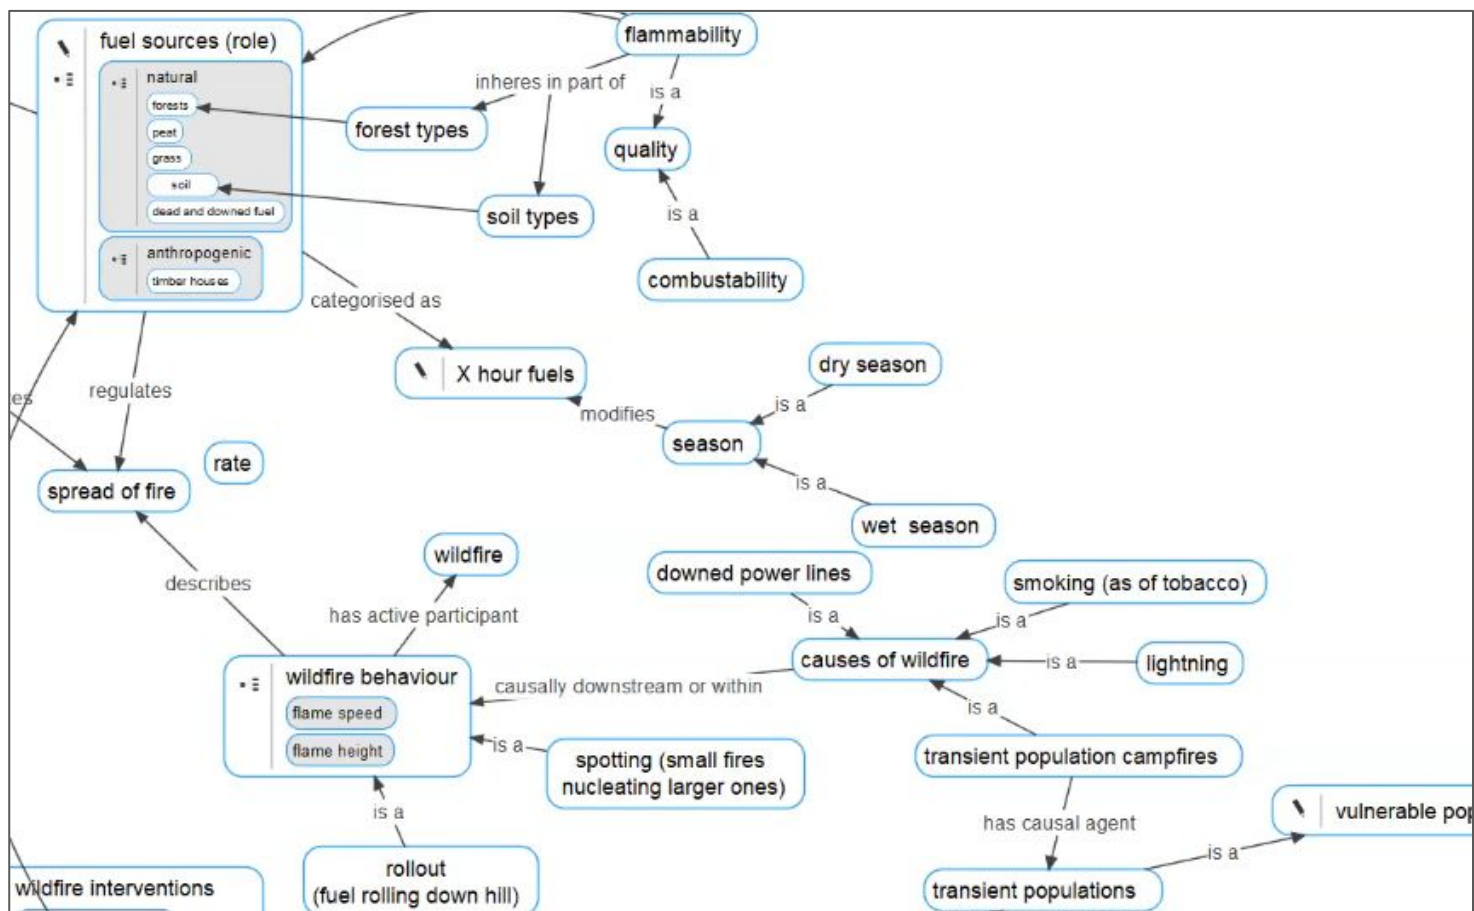 fuel sources (role)
natural
forests
peat
grass
soil
dead and downed fuel
anthropogenic
timber houses
flammability
inheres in part of
is a
forest types
quality
soil types
is a
combustability
categorised as
X hour fuels
dry season
is a
modifies
season
is a
wet season
es
regulates
rate
spread of fire
describes
wildfire
has active participant
downed power lines
is a
smoking (as of tobacco)
is a
causes of wildfire
is a
lightning
wildfire behaviour
flame speed
flame height
causally downstream or within
is a
spotting (small fires
nucleating larger ones)
is a
transient population campfires
is a
rollout
(fuel rolling down hill)
has causal agent
vulnerable pop
is a
transient populations
wildfire interventions